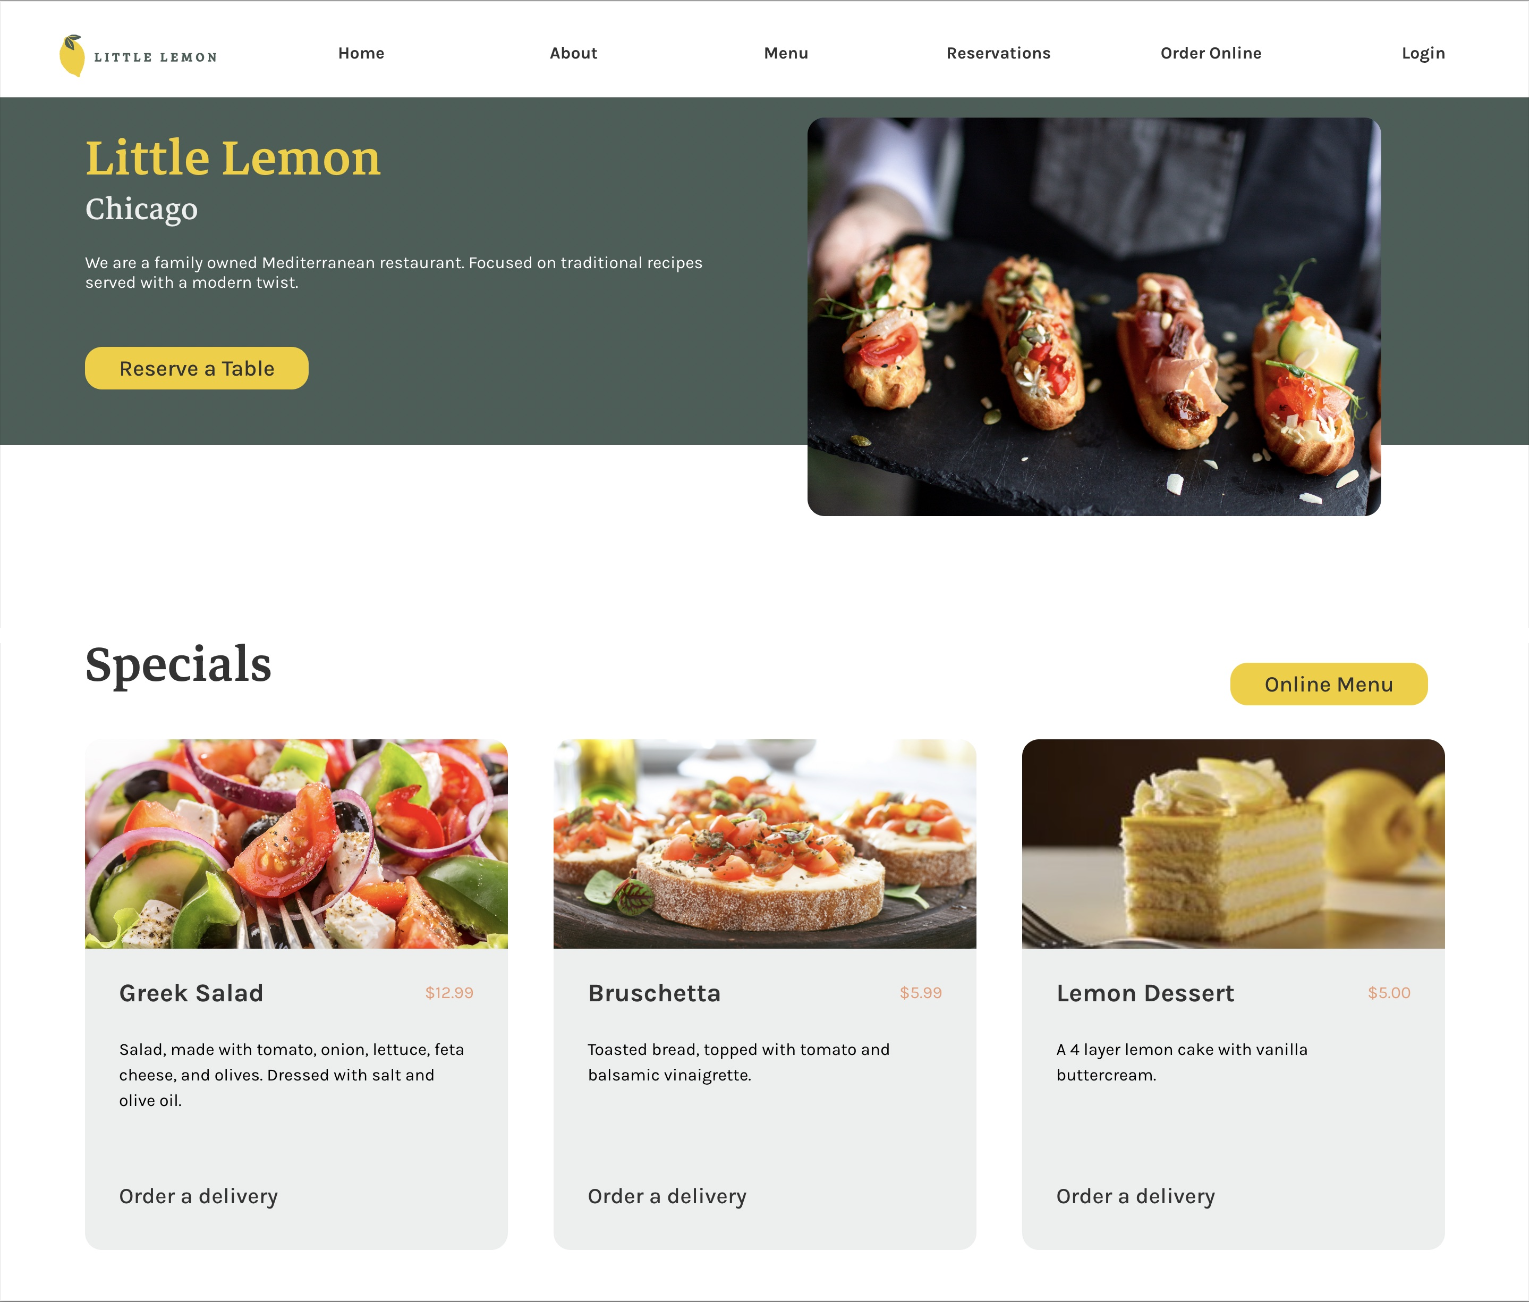 LITTLE LEMON
Home
About
Menu
Reservations
Order Online
Login
Little Lemon
Chicago
We are a family owned Mediterranean restaurant. Focused on traditional recipes
served with a modern twist.
Reserve a Table
Specials
Online Menu
Greek Salad
$12.99
Salad, made with tomato, onion, lettuce, feta
cheese, and olives. Dressed with salt and
olive oil.
Order a delivery
Bruschetta
$5.99
Toasted bread, topped with tomato and
balsamic vinaigrette.
Order a delivery
Lemon Dessert
$5.00
A 4 layer lemon cake with vanilla
buttercream.
Order a delivery